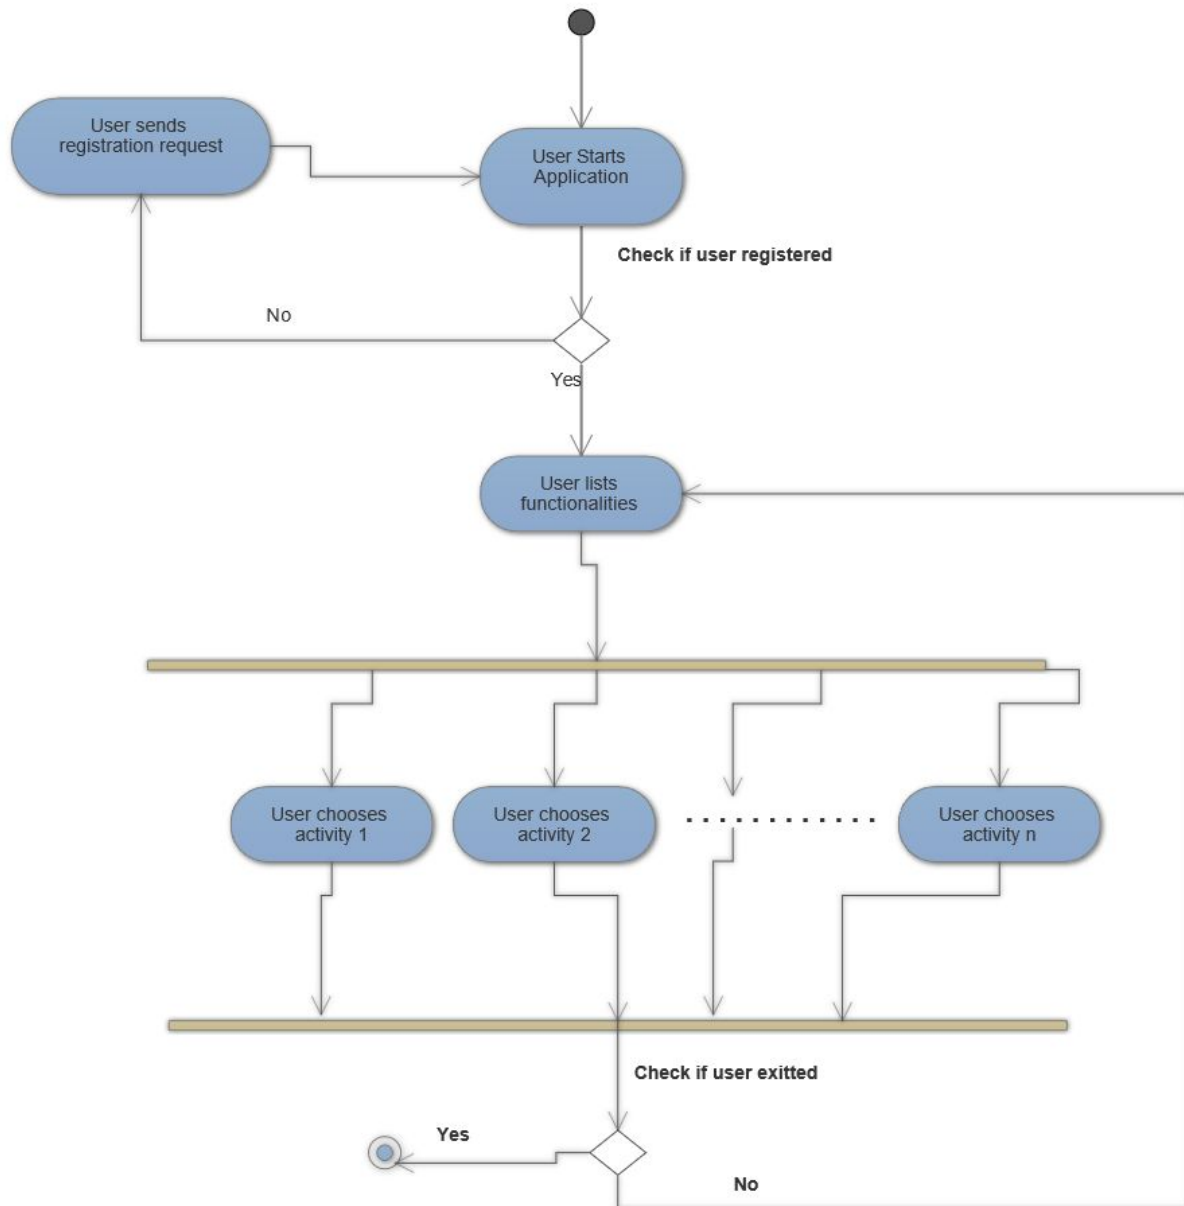 User sends
registration request
User Starts
Application
Check if user registered
No
Yes
User lists
functionalities
User chooses
activity 1
User chooses
activity 2
User chooses
activity n
Check if user exitted
Yes
No